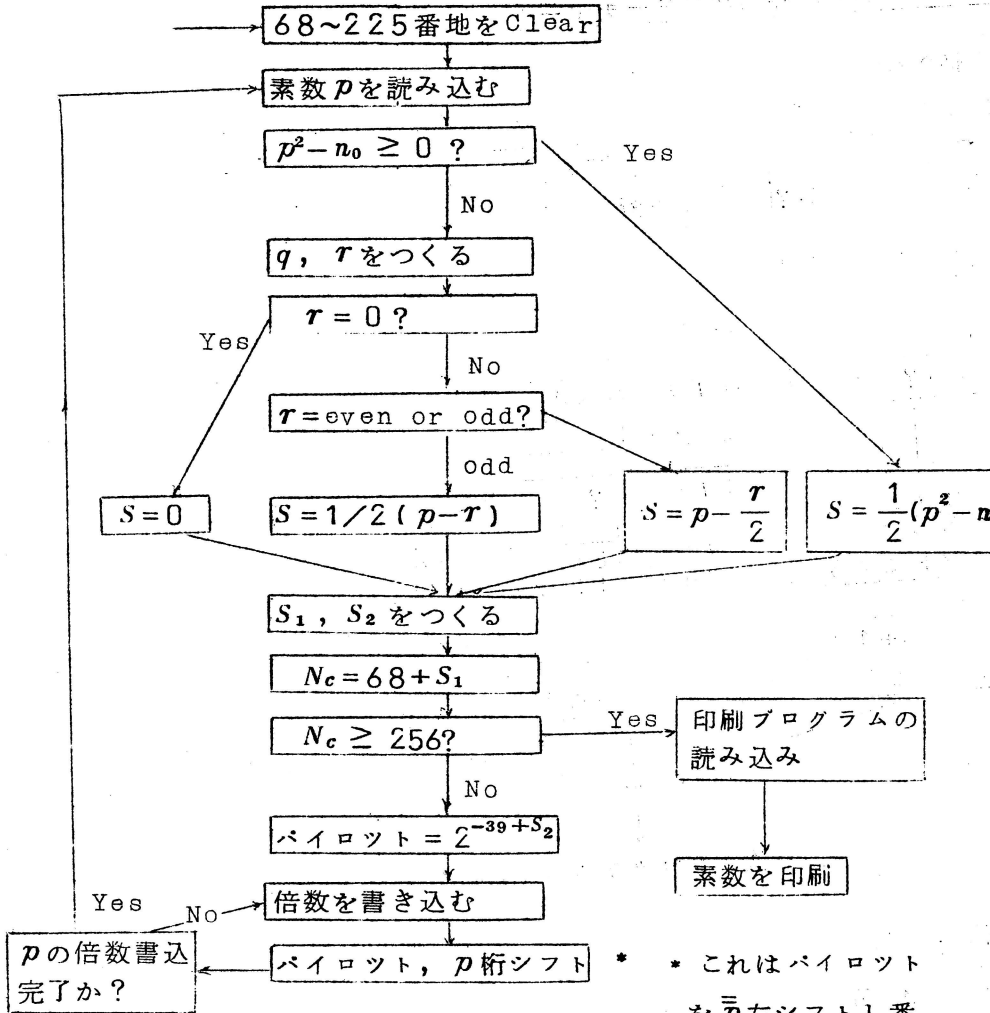 68~225番地をClear
素数pを読み込む
p²-n₀ ≥ 0 ?
Yes
No
q, rをつくる
r = 0 ?
Yes
No
r=even or odd?
odd
S=0
S=1/2(p-r)
S=p-r/2
S=1/2(p²-n
S₁, S₂をつくる
Nc=68+S₁
Nc ≥ 256?
Yes
印刷プログラムの
読み込み
No
パイロット=2^-39+S₂
素数を印刷
倍数を書き込む
Yes
No
pの倍数書込
完了か?
パイロット, p桁シフト *
* これはパイロット